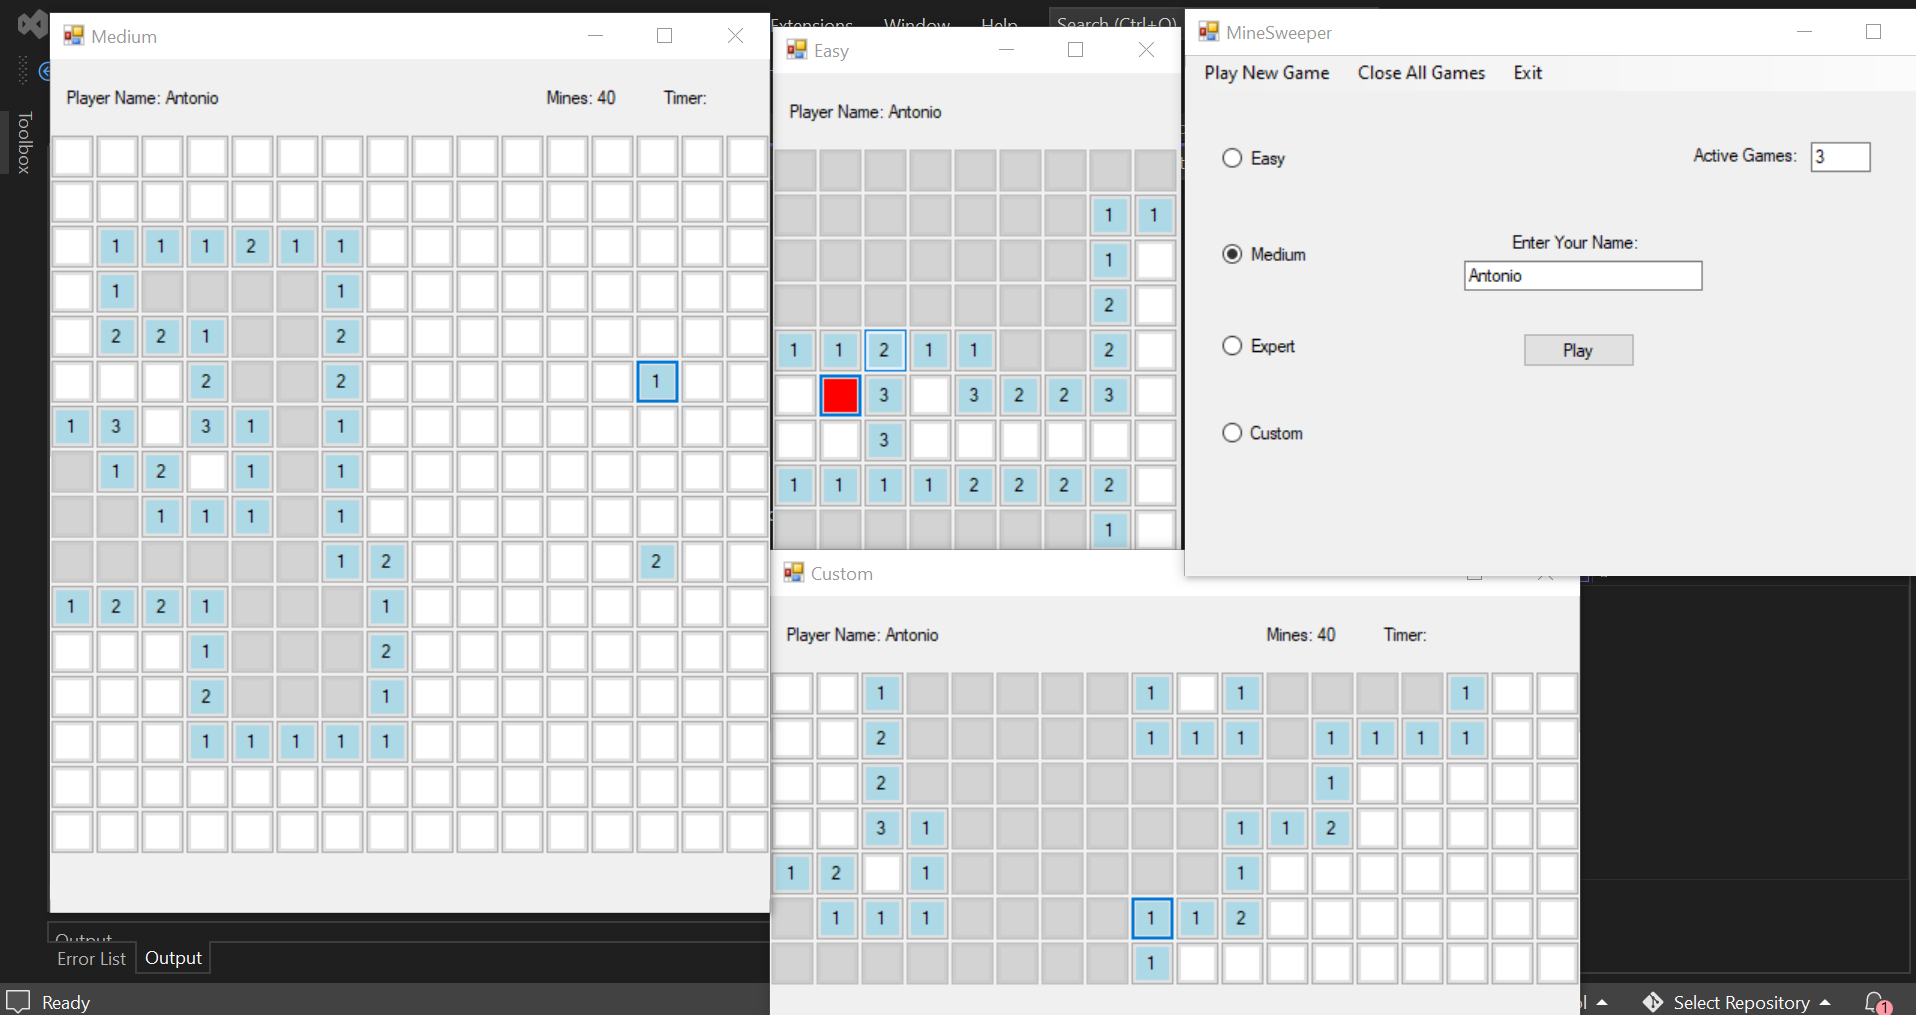 Extensions Window Help Search (Ctrl+Q)
Toolbox
Medium
Player Name: Antonio Mines: 40 Timer:
1 1 1 2 1 1
1 1
2 2 1 2
2 2 1
1 3 3 1 1
1 2 1 1
1 1 1 1
1 2 2
1 2 2 1 1
1 2
2 1
1 1 1 1 1
Easy
Player Name: Antonio
1 1
1
2
1 1 2 1 1 2
3 3 2 2 3
3
1 1 1 1 2 2 2 2
1
MineSweeper
Play New Game Close All Games Exit
Easy
Active Games: 3
Enter Your Name:
Medium
Antonio
Expert
Play
Custom
Custom
Player Name: Antonio Mines: 40 Timer:
1 1 1 1
2 1 1 1 1 1 1 1
2 1
3 1 1 1 2
1 2 1 1
1 1 1 1 1 2
1
Output
Error List Output
Ready
Select Repository
1